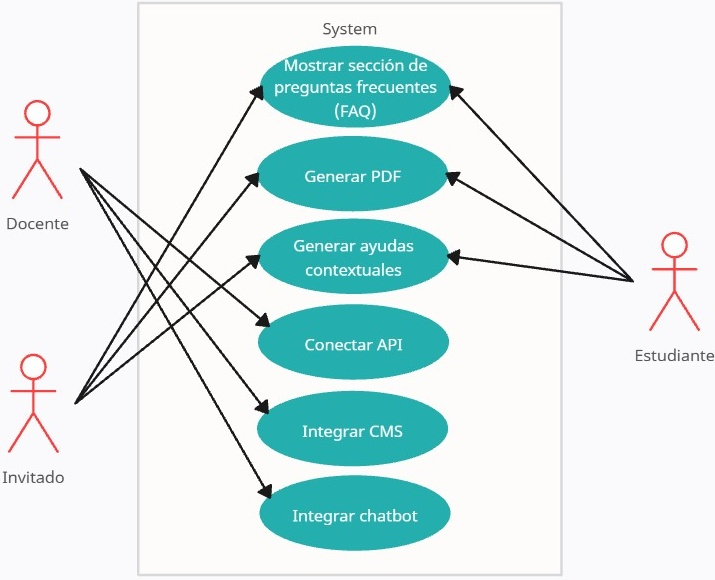 System
Mostrar sección de
preguntas frecuentes
(FAQ)
Generar PDF
Docente
Generar ayudas
contextuales
Conectar API
Estudiante
Integrar CMS
Invitado
Integrar chatbot